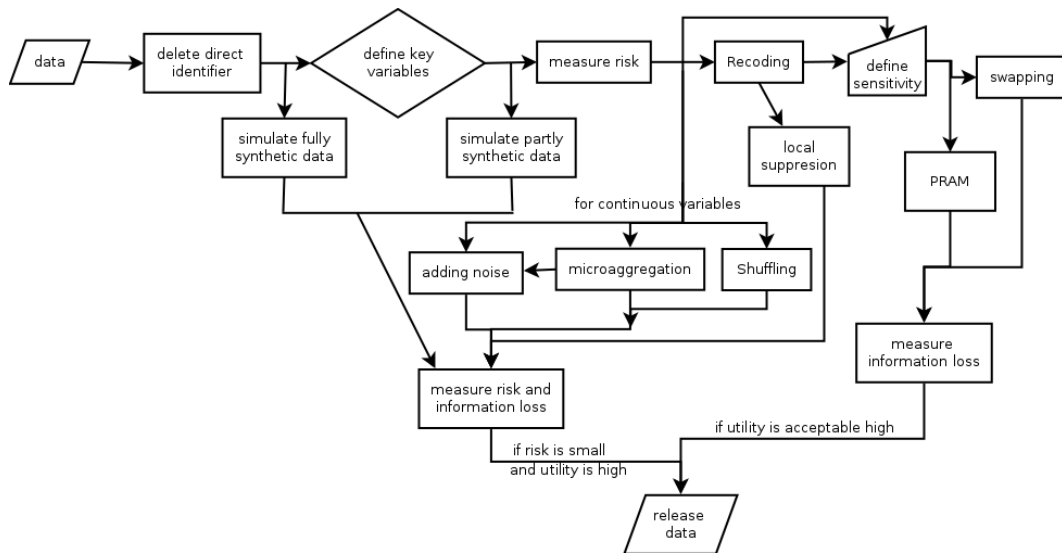 data
delete direct
identifier
define key
variables
measure risk
Recoding
define
sensitivity
swapping
simulate fully
synthetic data
simulate partly
synthetic data
local
suppresion
PRAM
for continuous variables
adding noise
microaggregation
Shuffling
measure
information loss
measure risk and
information loss
if utility is acceptable high
if risk is small
and utility is high
release
data